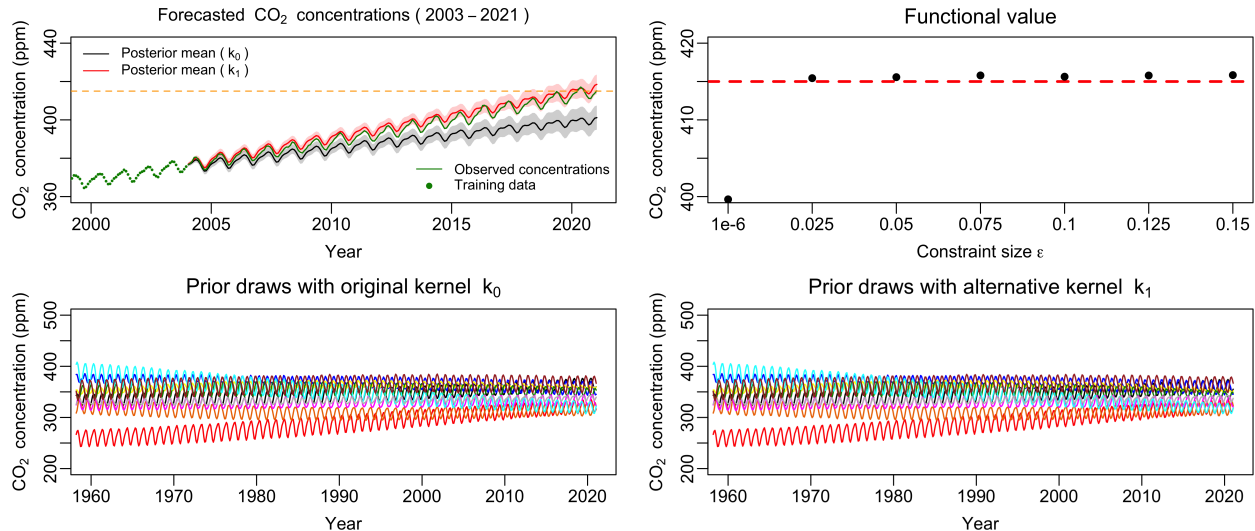 Forecasted CO₂ concentrations ( 2003 – 2021 )
CO₂ concentration (ppm)
440
400
360
Posterior mean ( k₀ )
Posterior mean ( k₁ )
Observed concentrations
Training data
2000 2005 2010 2015 2020
Year
Functional value
CO₂ concentration (ppm)
420
410
400
1e-6 0.025 0.05 0.075 0.1 0.125 0.15
Constraint size ε
Prior draws with original kernel k₀
CO₂ concentration (ppm)
500
400
300
200
1960 1970 1980 1990 2000 2010 2020
Year
Prior draws with alternative kernel k₁
CO₂ concentration (ppm)
500
400
300
200
1960 1970 1980 1990 2000 2010 2020
Year